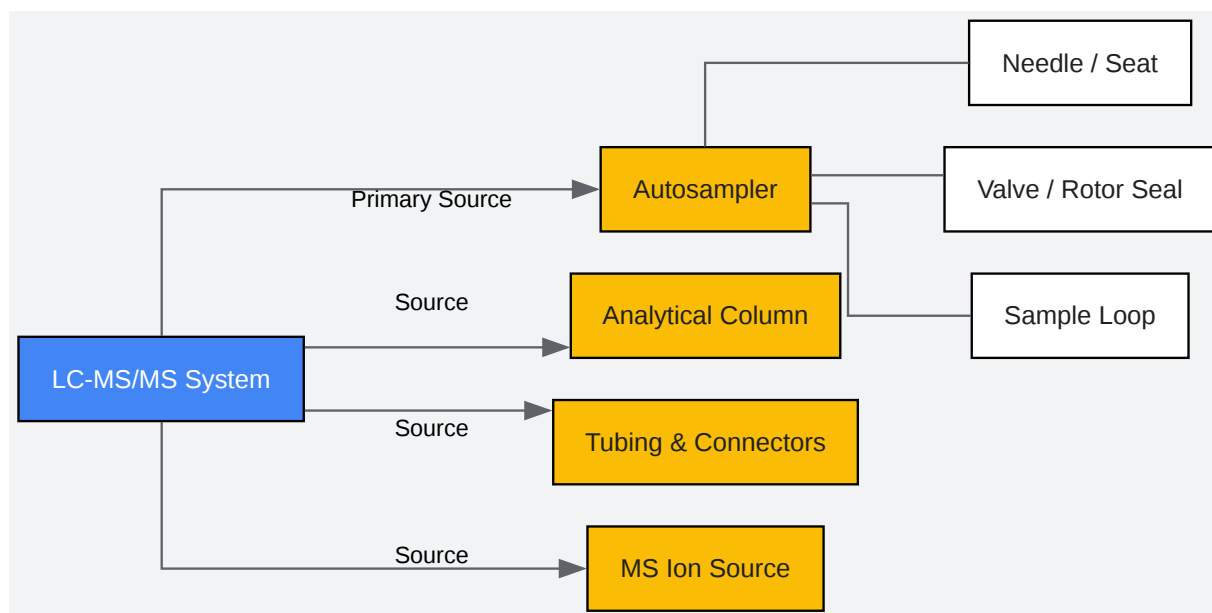 Needle / Seat
Autosampler
Valve / Rotor Seal
Primary Source
Source
Analytical Column
Sample Loop
LC-MS/MS System
Source
Tubing & Connectors
Source
MS Ion Source